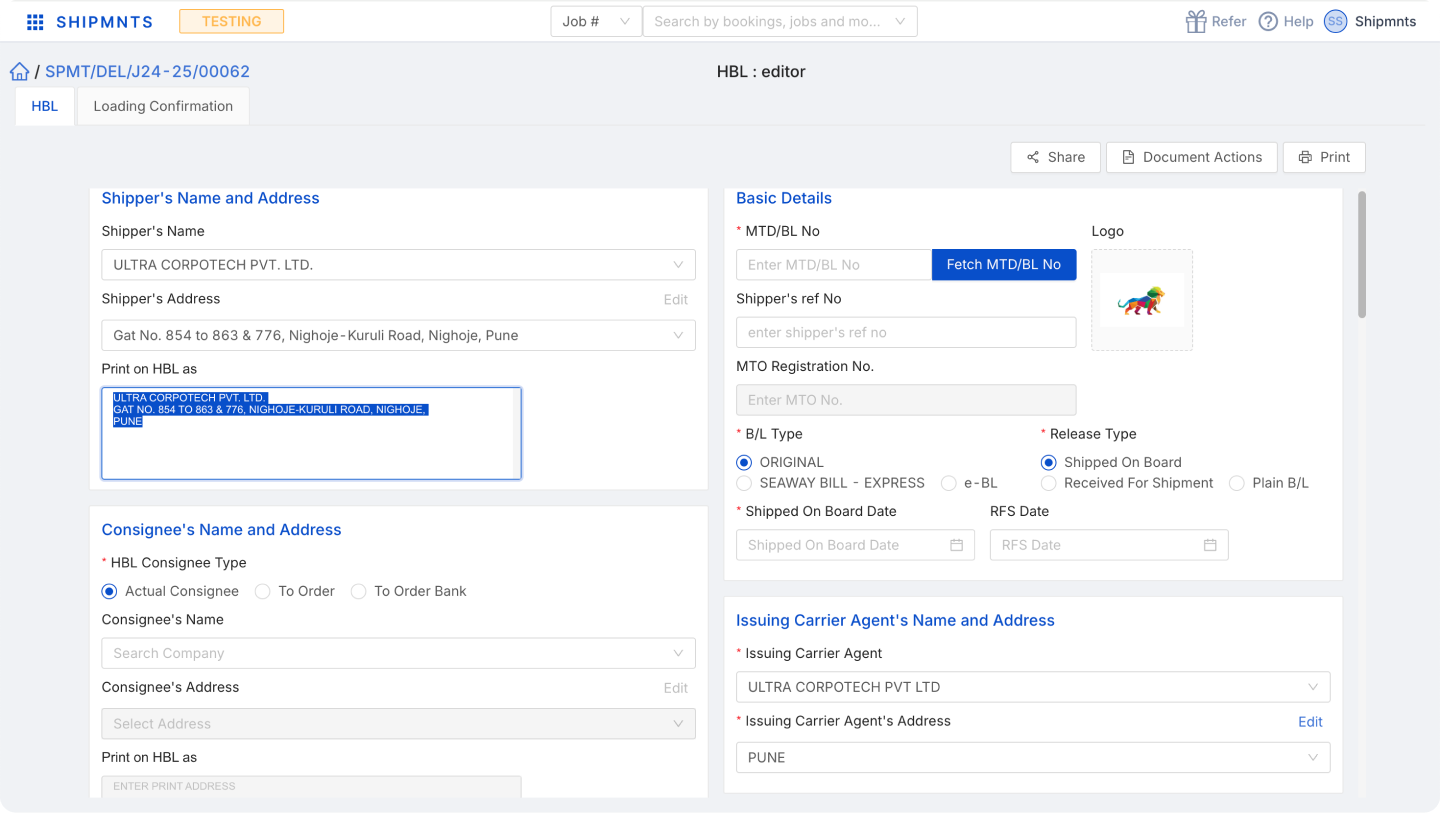 SHIPMNTS
TESTING
Job #
Search by bookings, jobs and mo...
Refer
Help
SS
Shipmnts
/ SPMT/DEL/J24-25/00062
HBL : editor
HBL
Loading Confirmation
Share
Document Actions
Print
Shipper's Name and Address
Shipper's Name
ULTRA CORPOTECH PVT. LTD.
Shipper's Address
Edit
Gat No. 854 to 863 & 776, Nighoje-Kuruli Road, Nighoje, Pune
Print on HBL as
ULTRA CORPOTECH PVT. LTD.
GAT NO. 854 TO 863 & 776, NIGHOJE-KURULI ROAD, NIGHOJE,
PUNE
Consignee's Name and Address
* HBL Consignee Type
Actual Consignee
To Order
To Order Bank
Consignee's Name
Search Company
Consignee's Address
Edit
Select Address
Print on HBL as
ENTER PRINT ADDRESS
Basic Details
* MTD/BL No
Logo
Enter MTD/BL No
Fetch MTD/BL No
Shipper's ref No
enter shipper's ref no
MTO Registration No.
Enter MTO No.
* B/L Type
* Release Type
ORIGINAL
Shipped On Board
SEAWAY BILL - EXPRESS
e-BL
Received For Shipment
Plain B/L
* Shipped On Board Date
RFS Date
Shipped On Board Date
RFS Date
Issuing Carrier Agent's Name and Address
* Issuing Carrier Agent
ULTRA CORPOTECH PVT LTD
* Issuing Carrier Agent's Address
Edit
PUNE